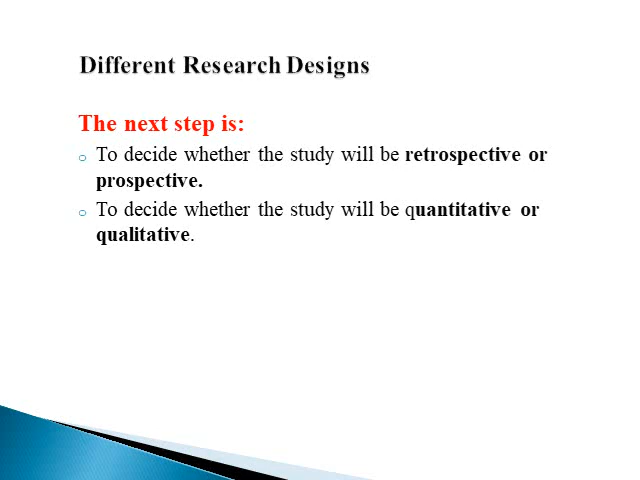 Different Research Designs
The next step is:
o To decide whether the study will be retrospective or
prospective.
o To decide whether the study will be quantitative or
qualitative.